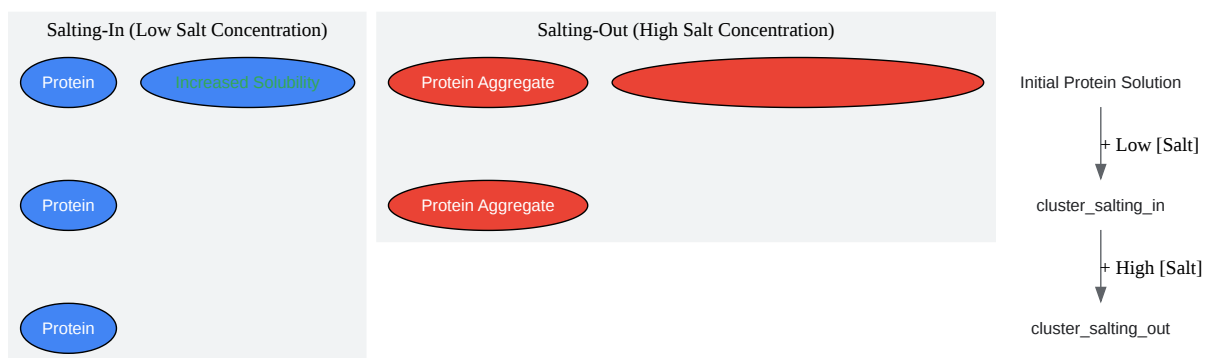 Salting-In (Low Salt Concentration)
Protein
Increased Solubility
Protein
Protein
Salting-Out (High Salt Concentration)
Protein Aggregate
Protein Aggregate
Initial Protein Solution
+ Low [Salt]
cluster_salting_in
+ High [Salt]
cluster_salting_out